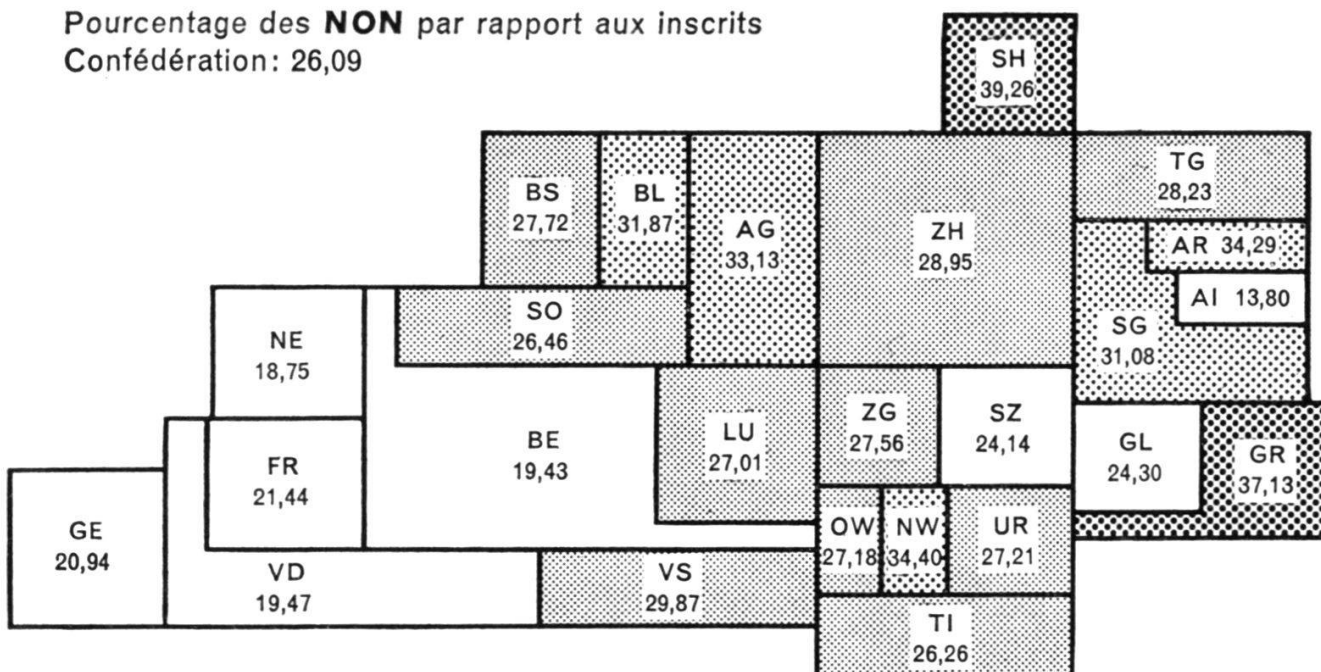 Pourcentage des NON par rapport aux inscrits
Confédération: 26,09
SH
39,26
BS
27,72
BL
31,87
AG
33,13
ZH
28,95
TG
28,23
AR 34,29
AI 13,80
SG
31,08
NE
18,75
SO
26,46
BE
19,43
LU
27,01
ZG
27,56
SZ
24,14
GL
24,30
GR
37,13
FR
21,44
GE
20,94
VD
19,47
VS
29,87
OW
27,18
NW
34,40
UR
27,21
TI
26,26